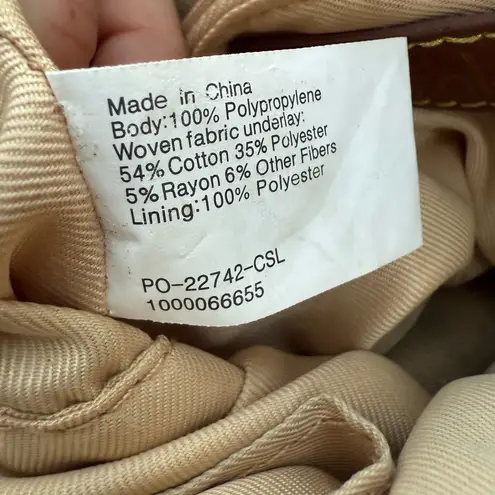 Made in China
Body:100% Polypropylene
Woven fabric underlay:
54% Cotton 35% Polyester
5% Rayon 6% Other Fibers
Lining:100% Polyester
PO-22742-CSL
1000066655